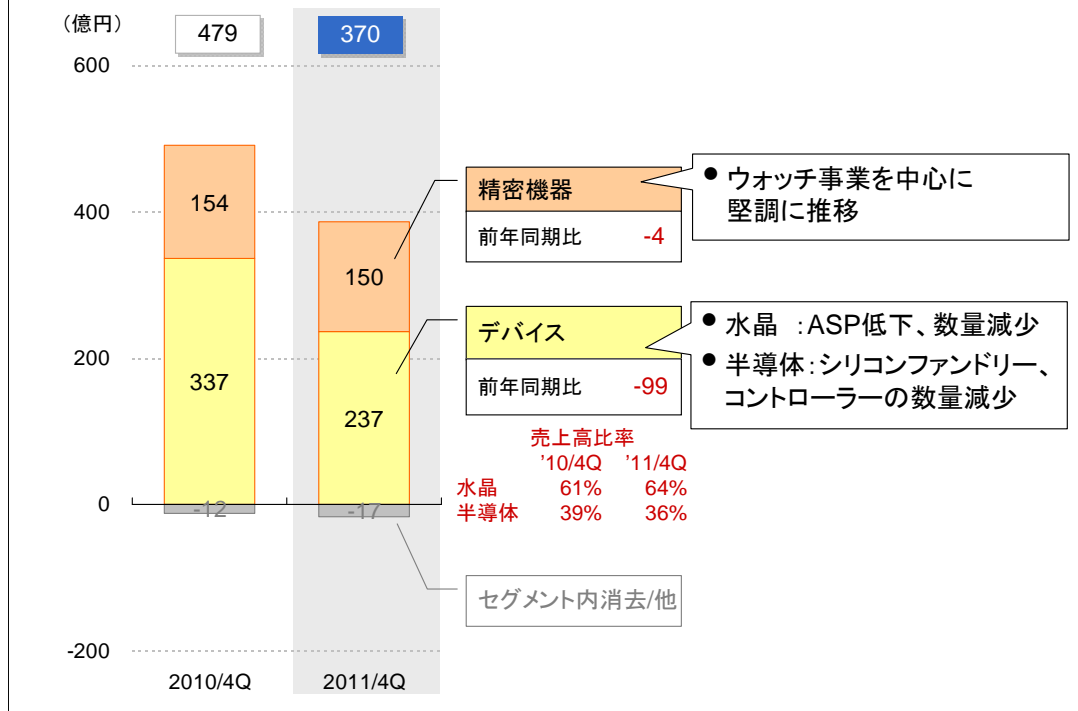 （億円）
479
370
600
400
200
0
-200
154
337
-12
150
237
-17
2010/4Q
2011/4Q
精密機器
前年同期比 -4
● ウォッチ事業を中心に
堅調に推移
デバイス
前年同期比 -99
● 水晶 ：ASP低下、数量減少
● 半導体：シリコンファンドリー、
コントローラーの数量減少
売上高比率
'10/4Q '11/4Q
水晶 61% 64%
半導体 39% 36%
セグメント内消去/他